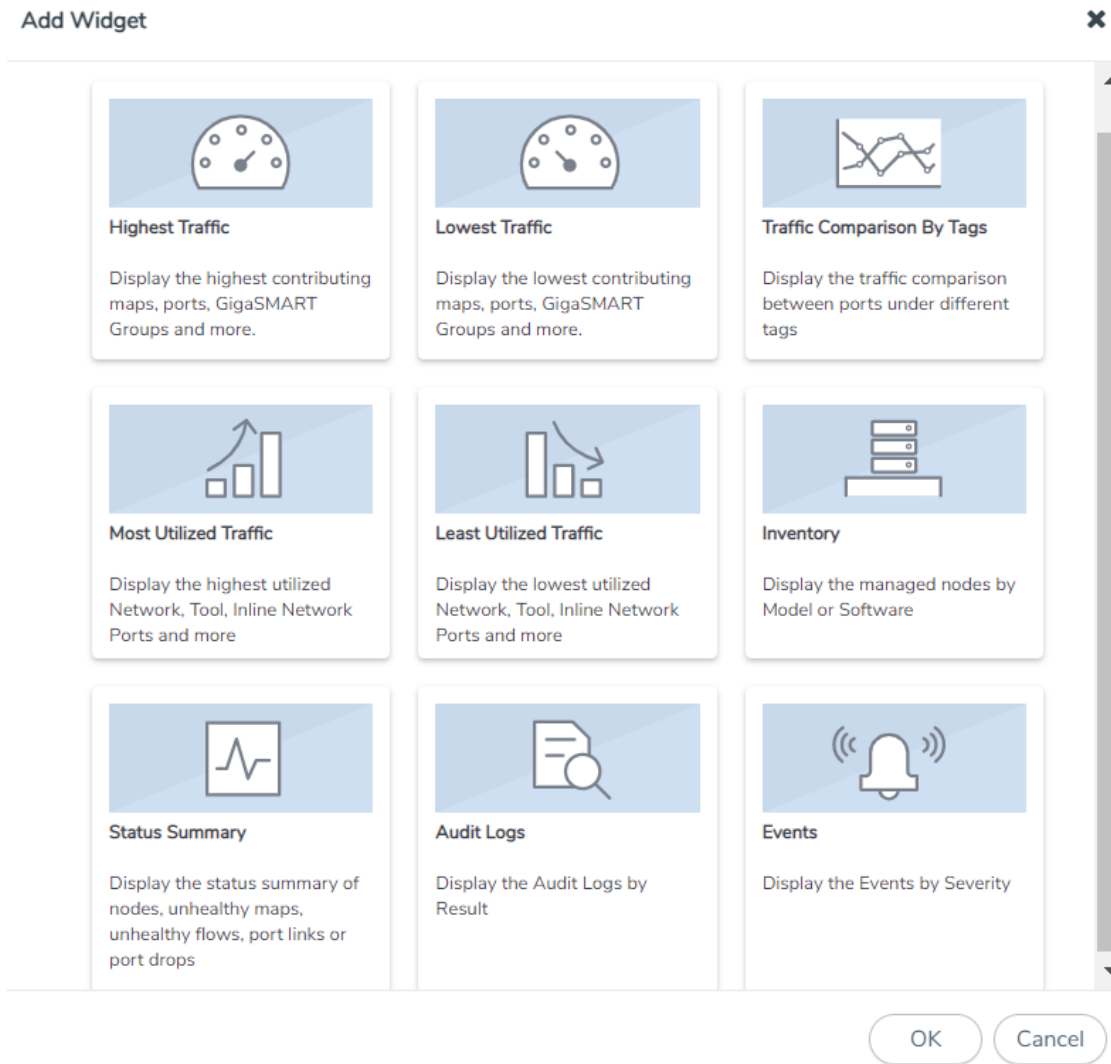 Add Widget
Highest Traffic
Display the highest contributing
maps, ports, GigaSMART
Groups and more.
Lowest Traffic
Display the lowest contributing
maps, ports, GigaSMART
Groups and more.
Traffic Comparison By Tags
Display the traffic comparison
between ports under different
tags
Most Utilized Traffic
Display the highest utilized
Network, Tool, Inline Network
Ports and more
Least Utilized Traffic
Display the lowest utilized
Network, Tool, Inline Network
Ports and more
Inventory
Display the managed nodes by
Model or Software
Status Summary
Display the status summary of
nodes, unhealthy maps,
unhealthy flows, port links or
port drops
Audit Logs
Display the Audit Logs by
Result
Events
Display the Events by Severity
OK
Cancel